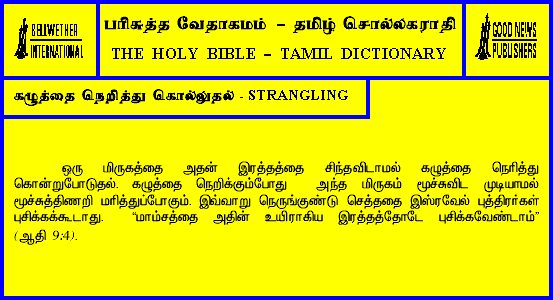 BELLWETHER
INTERNATIONAL
பரிசுத்த வேதாகமம் – தமிழ் சொல்லகராதி
THE HOLY BIBLE – TAMIL DICTIONARY
GOOD NEWS
PUBLISHERS
கழுத்தை நெறித்து கொல்லுதல் - STRANGLING
ஒரு மிருகத்தை அதன் இரத்தத்தை சிந்தவிடாமல் கழுத்தை நெரித்து
கொன்றுபோடுதல். கழுத்தை நெறிக்கும்போது அந்த மிருகம் மூச்சுவிட முடியாமல்
மூச்சுத்திணறி மரித்துப்போகும். இவ்வாறு நெருங்குண்டு செத்ததை இஸ்ரவேல் புத்திரர்கள்
புசிக்கக்கூடாது. “மாம்சத்தை அதின் உயிராகிய இரத்தத்தோடே புசிக்கவேண்டாம்”
(ஆதி 9:4).